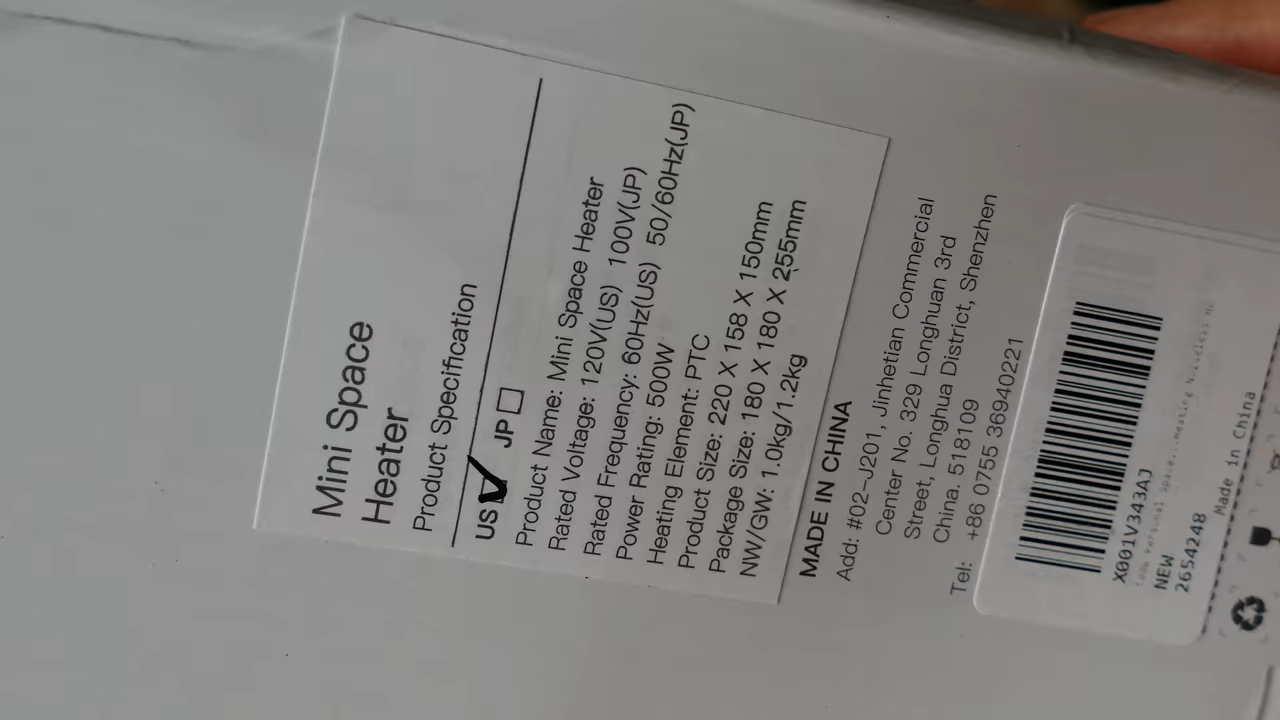 Mini Space
Heater
Product Specification
US☑ JP☐
Product Name: Mini Space Heater
Rated Voltage: 120V(US) 100V(JP)
Rated Frequency: 60Hz(US) 50/60Hz(JP)
Power Rating: 500W
Heating Element: PTC
Product Size: 220 X 158 X 150mm
Package Size: 180 X 180 X 255mm
NW/GW: 1.0kg/1.2kg
MADE IN CHINA
Add: #02-J201, Jinhetian Commercial
Center No. 329 Longhuan 3rd
Street, Longhua District, Shenzhen
China. 518109
Tel: +86 0755 36940221
X001V343AJ
NEW
2654248
Made in China